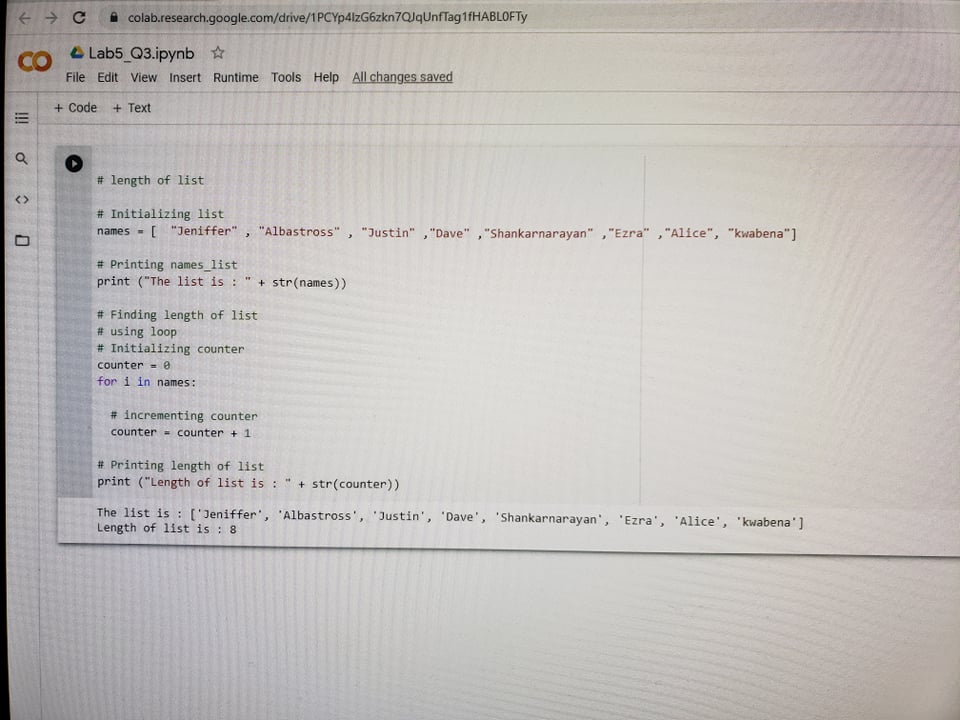 colab.research.google.com/drive/1PCYp4lzG6zkn7QJqUnfTag1fHABL0FTy
CO Lab5_Q3.ipynb
File Edit View Insert Runtime Tools Help All changes saved
+ Code + Text
# length of list
# Initializing list
names = [  "Jeniffer" , "Albastross" , "Justin" ,"Dave" ,"Shankarnarayan" ,"Ezra" ,"Alice", "kwabena"]
# Printing names_list
print ("The list is : " + str(names))
# Finding length of list
# using loop
# Initializing counter
counter = 0
for i in names:
  # incrementing counter
  counter = counter + 1
# Printing length of list
print ("Length of list is : " + str(counter))
The list is : ['Jeniffer', 'Albastross', 'Justin', 'Dave', 'Shankarnarayan', 'Ezra', 'Alice', 'kwabena']
Length of list is : 8